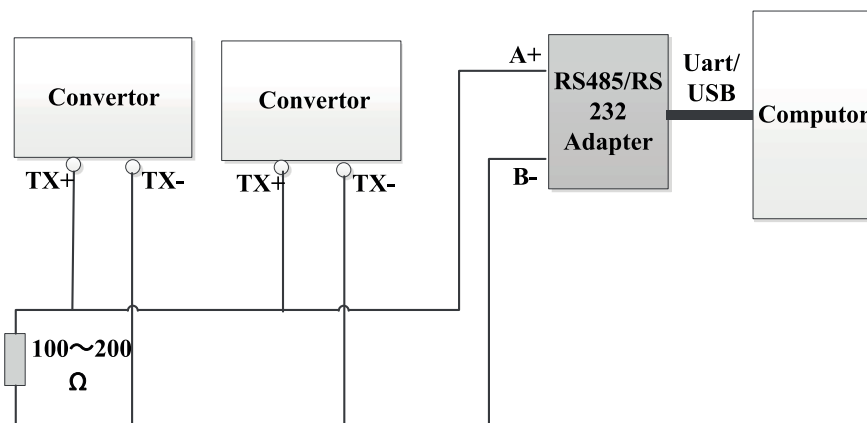 Convertor
TX+
TX-
Convertor
TX+
TX-
A+
B-
RS485/RS
232
Adapter
Uart/
USB
Computor
100～200
Ω